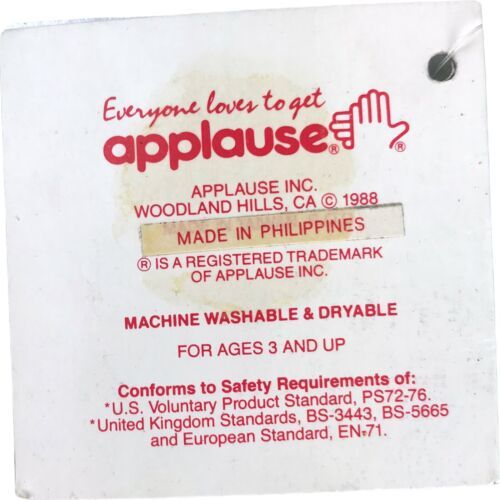 Everyone loves to get
applause®®
APPLAUSE INC.
WOODLAND HILLS, CA © 1988
MADE IN PHILIPPINES
® IS A REGISTERED TRADEMARK
OF APPLAUSE INC.
MACHINE WASHABLE & DRYABLE
FOR AGES 3 AND UP
Conforms to Safety Requirements of:
*U.S. Voluntary Product Standard, PS72-76.
*United Kingdom Standards, BS-3443, BS-5665
and European Standard, EN-71.